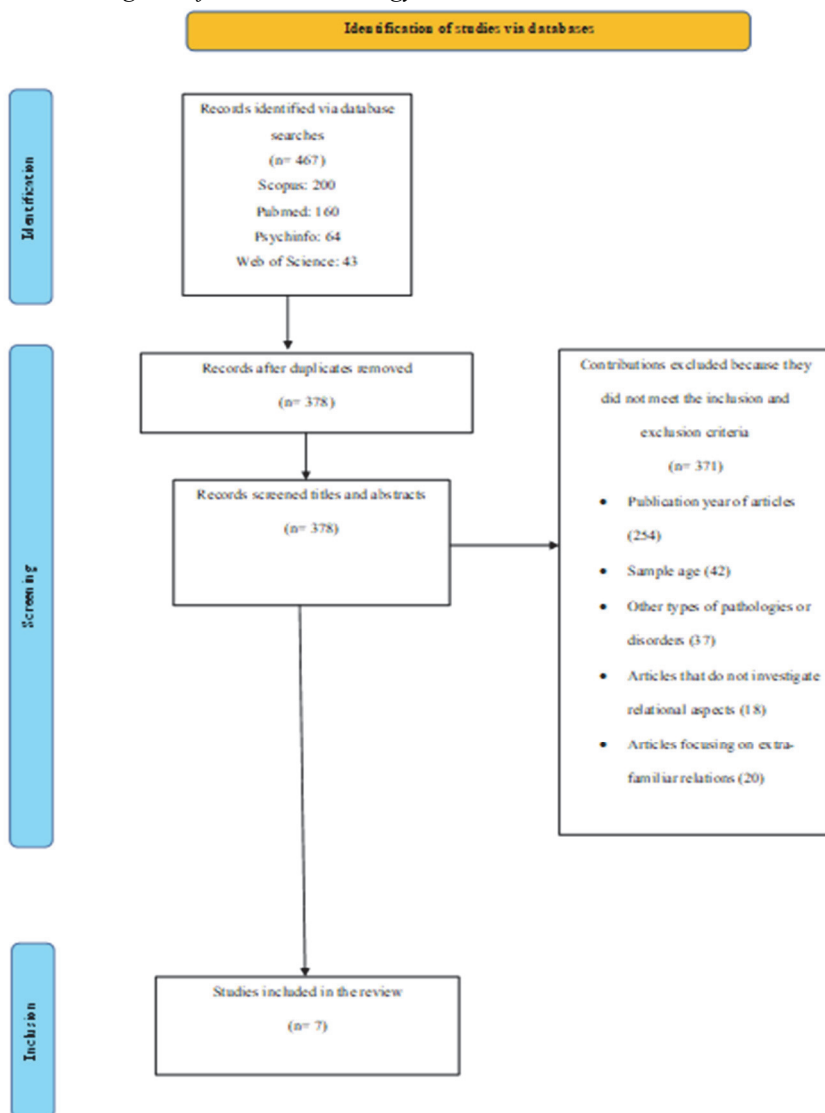 Identification of studies via databases
Identification
Records identified via database
searches
(n= 467)
Scopus: 200
Pubmed: 160
Psychinfo: 64
Web of Science: 43
Screening
Records after duplicates removed
(n= 378)
Records screened titles and abstracts
(n= 378)
Contributions excluded because they
did not meet the inclusion and
exclusion criteria
(n= 371)
• Publication year of articles
(254)
• Sample age (42)
• Other types of pathologies or
disorders (37)
• Articles that do not investigate
relational aspects (18)
• Articles focusing on extra-
familiar relations (20)
Inclusion
Studies included in the review
(n= 7)